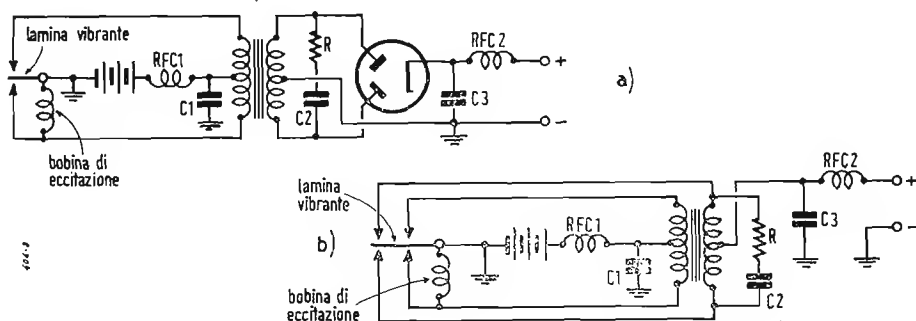 lamina vibrante
RFC1
C1
R
C2
RFC2
C3
+
−
a)
bobina di
eccitazione
lamina
vibrante
b)
RFC1
C1
R
C2
RFC2
C3
+
−
bobina di
eccitazione